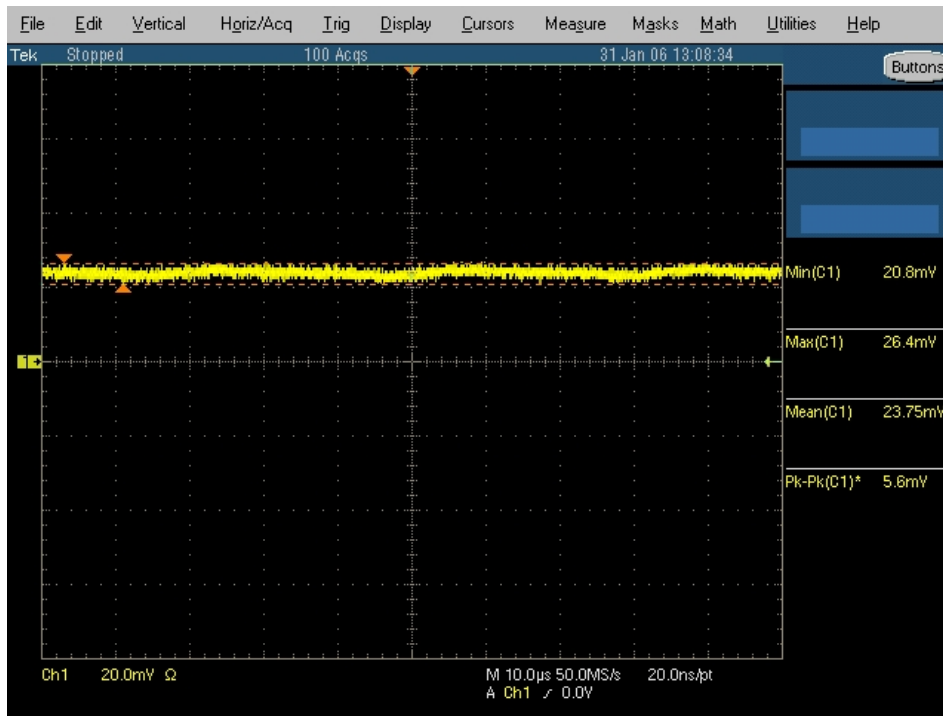 File Edit Vertical Horiz/Acq Trig Display Cursors Measure Masks Math Utilities Help
Tek Stopped 100 Acqs 31 Jan 06 13:08:34
Buttons
Min(C1) 20.8mV
1
Max(C1) 26.4mV
Mean(C1) 23.75mV
Pk-Pk(C1)* 5.6mV
Ch1 20.0mV Ω M 10.0µs 50.0MS/s 20.0ns/pt
A Ch1 ∕ 0.0V